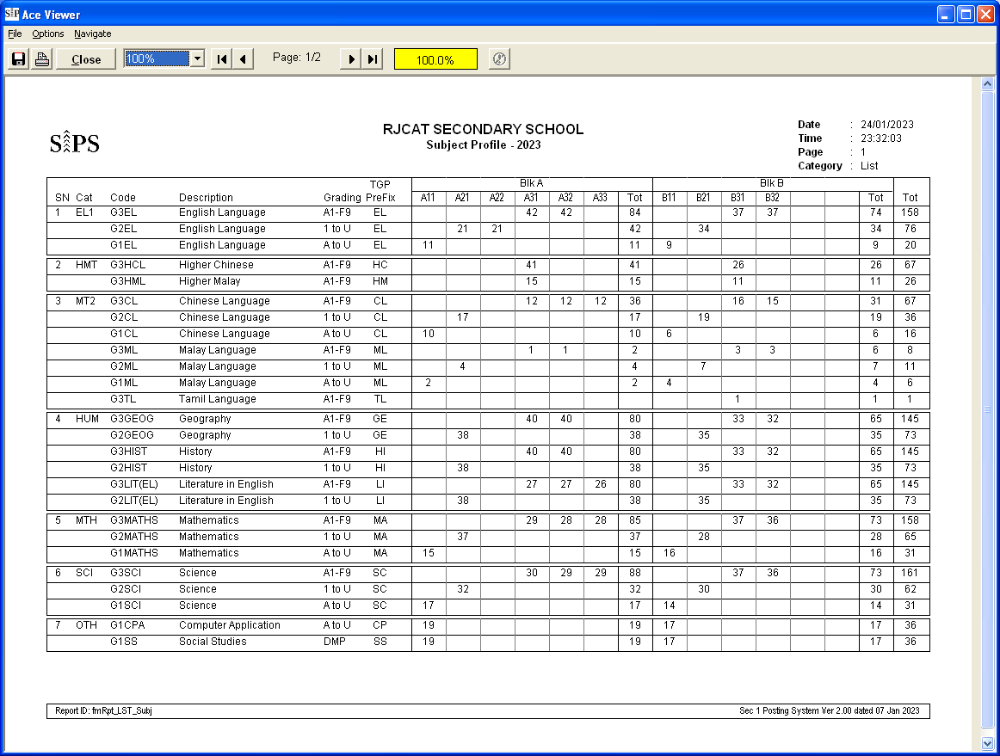 S↑P Ace Viewer
File Options Navigate
Close 100% Page: 1/2 100.0%
SPS
RJCAT SECONDARY SCHOOL
Subject Profile - 2023
Date : 24/01/2023
Time : 23:32:03
Page : 1
Category : List
TGP Blk A Blk B
SN Cat Code Description Grading PreFix A11 A21 A22 A31 A32 A33 Tot B11 B21 B31 B32 Tot Tot
1 EL1 G3EL English Language A1-F9 EL 42 42 84 37 37 74 158
G2EL English Language 1 to U EL 21 21 42 34 34 76
G1EL English Language A to U EL 11 11 9 9 20
2 HMT G3HCL Higher Chinese A1-F9 HC 41 41 26 26 67
G3HML Higher Malay A1-F9 HM 15 15 11 11 26
3 MT2 G3CL Chinese Language A1-F9 CL 12 12 12 36 16 15 31 67
G2CL Chinese Language 1 to U CL 17 17 19 19 36
G1CL Chinese Language A to U CL 10 10 6 6 16
G3ML Malay Language A1-F9 ML 1 1 2 3 3 6 8
G2ML Malay Language 1 to U ML 4 4 7 7 11
G1ML Malay Language A to U ML 2 2 4 4 6
G3TL Tamil Language A1-F9 TL 1 1 1
4 HUM G3GEOG Geography A1-F9 GE 40 40 80 33 32 65 145
G2GEOG Geography 1 to U GE 38 38 35 35 73
G3HIST History A1-F9 HI 40 40 80 33 32 65 145
G2HIST History 1 to U HI 38 38 35 35 73
G3LIT(EL) Literature in English A1-F9 LI 27 27 26 80 33 32 65 145
G2LIT(EL) Literature in English 1 to U LI 38 38 35 35 73
5 MTH G3MATHS Mathematics A1-F9 MA 29 28 28 85 37 36 73 158
G2MATHS Mathematics 1 to U MA 37 37 28 28 65
G1MATHS Mathematics A to U MA 15 15 16 16 31
6 SCI G3SCI Science A1-F9 SC 30 29 29 88 37 36 73 161
G2SCI Science 1 to U SC 32 32 30 30 62
G1SCI Science A to U SC 17 17 14 14 31
7 OTH G1CPA Computer Application A to U CP 19 19 17 17 36
G1SS Social Studies DMP SS 19 19 17 17 36
Report ID: fmRpt_LST_Subj Sec 1 Posting System Ver 2.00 dated 07 Jan 2023